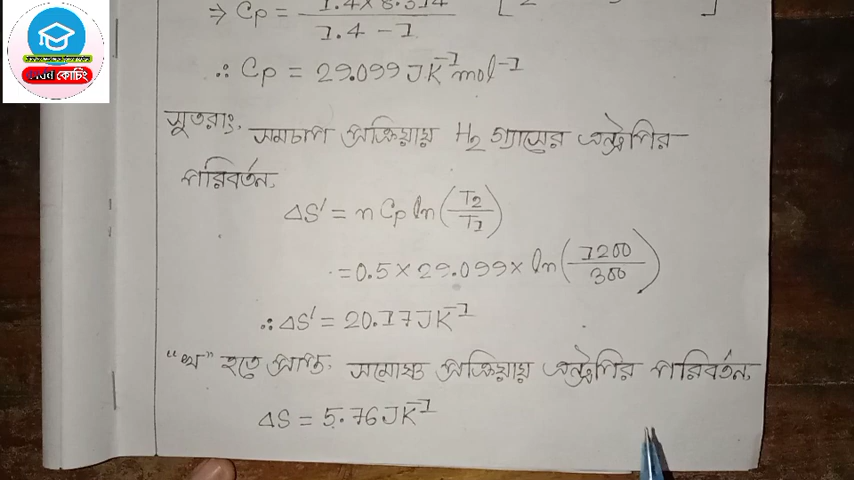 ⇒ Cp = 1.4×8.314 / 1.4 - 1
∴ Cp = 29.099 JK⁻¹mol⁻¹
সুতরাং, সমচাপ প্রক্রিয়ায় H₂ গ্যাসের এন্ট্রপির
পরিবর্তন,
ΔS' = n Cp ln (T₂/T₁)
= 0.5 × 29.099 × ln (1200/300)
∴ ΔS' = 20.17 JK⁻¹
"খ" হতে প্রাপ্ত, সমোষ্ণ প্রক্রিয়ায় এন্ট্রপির পরিবর্তন,
ΔS = 5.76 JK⁻¹
কোচিং